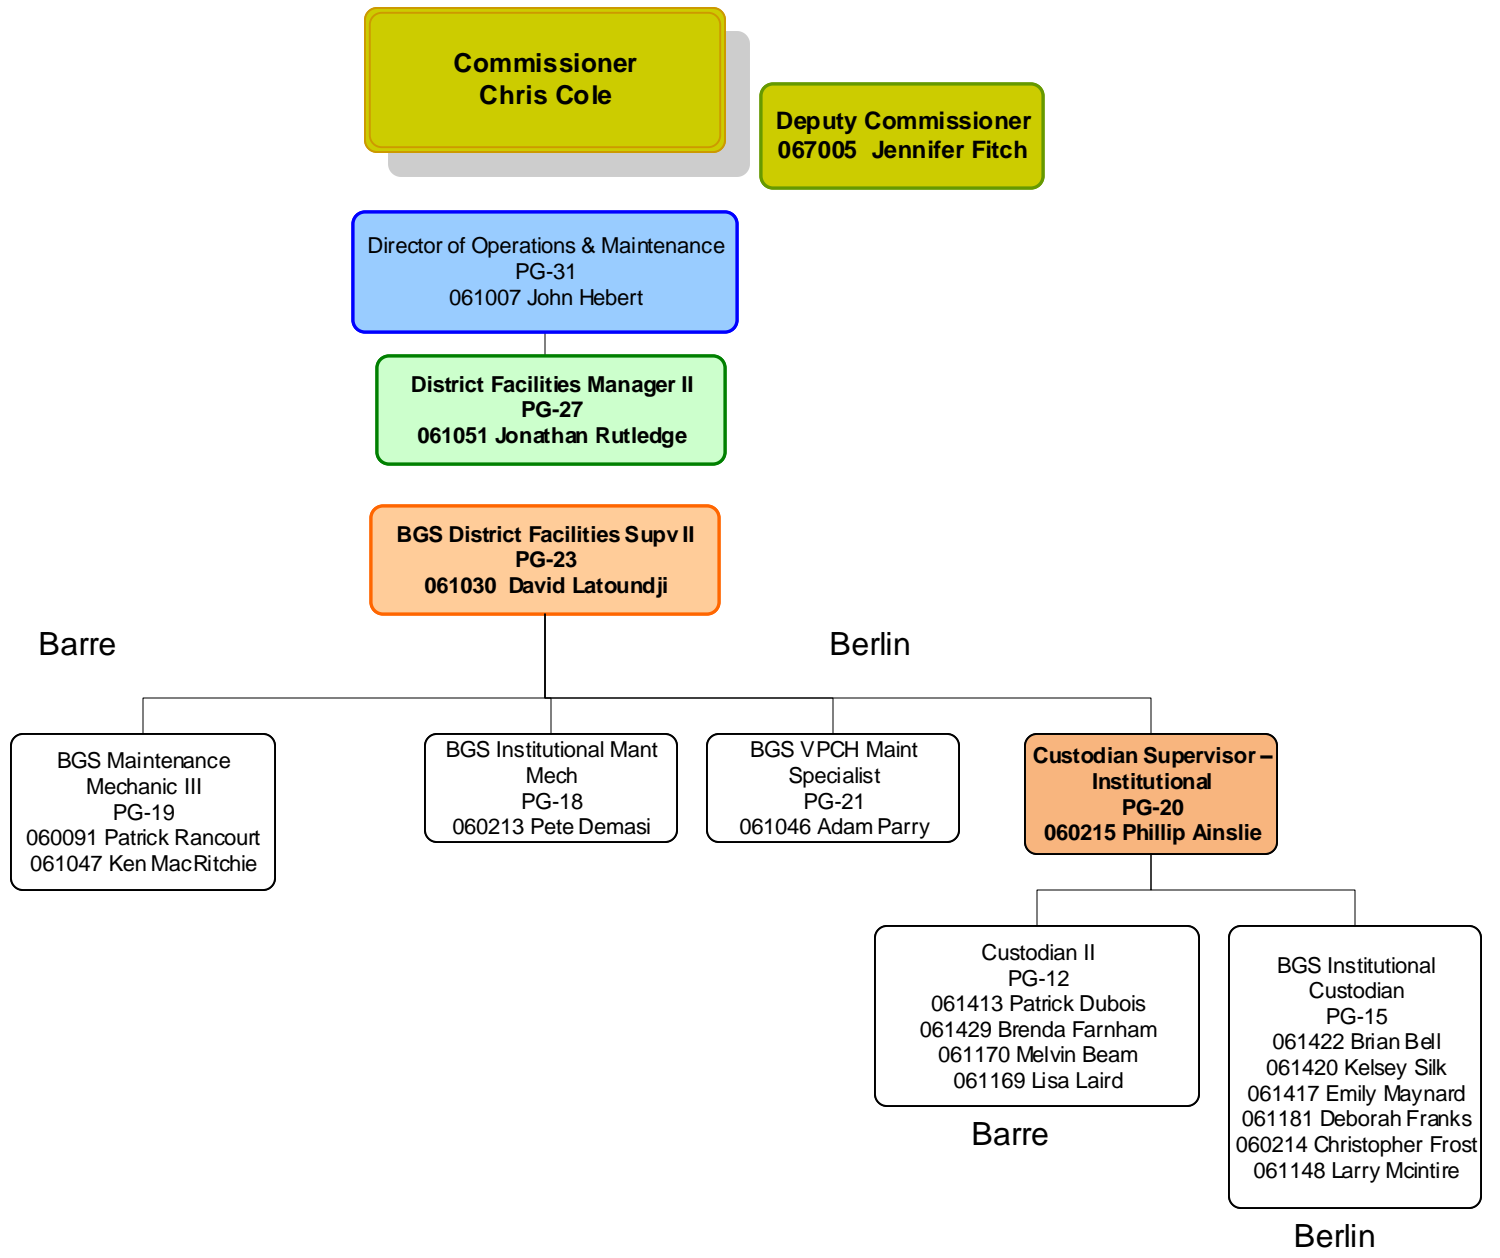 Commissioner
Chris Cole
Deputy Commissioner
067005 Jennifer Fitch
Director of Operations & Maintenance
PG-31
061007 John Hebert
District Facilities Manager II
PG-27
061051 Jonathan Rutledge
BGS District Facilities Supv II
PG-23
061030 David Latoundji
Barre
Berlin
BGS Maintenance
Mechanic III
PG-19
060091 Patrick Rancourt
061047 Ken MacRitchie
BGS Institutional Mant
Mech
PG-18
060213 Pete Demasi
BGS VPCH Maint
Specialist
PG-21
061046 Adam Parry
Custodian Supervisor –
Institutional
PG-20
060215 Phillip Ainslie
Custodian II
PG-12
061413 Patrick Dubois
061429 Brenda Farnham
061170 Melvin Beam
061169 Lisa Laird
Barre
BGS Institutional
Custodian
PG-15
061422 Brian Bell
061420 Kelsey Silk
061417 Emily Maynard
061181 Deborah Franks
060214 Christopher Frost
061148 Larry Mcintire
Berlin